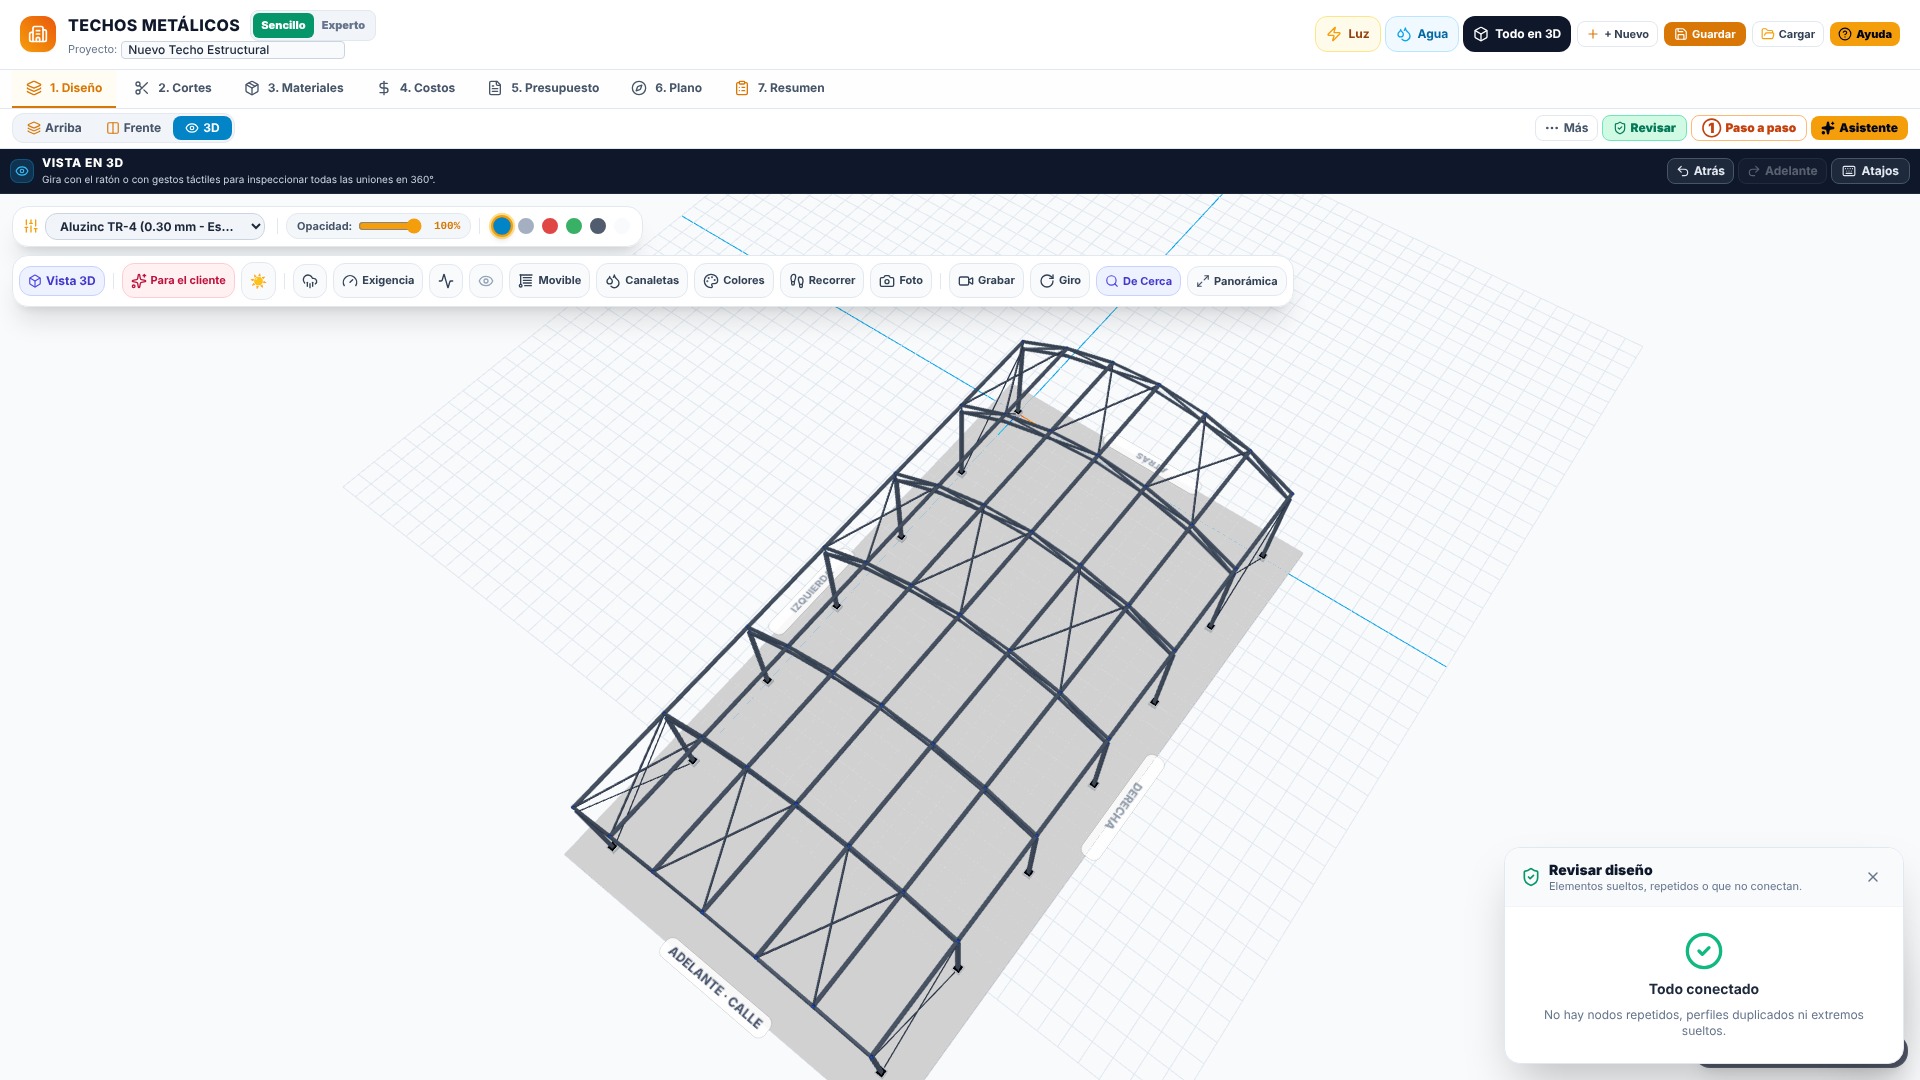 TECHOS METÁLICOS
Sencillo
Experto
Proyecto: Nuevo Techo Estructural
Luz
Agua
Todo en 3D
+ Nuevo
Guardar
Cargar
Ayuda
1. Diseño
2. Cortes
3. Materiales
4. Costos
5. Presupuesto
6. Plano
7. Resumen
Arriba
Frente
3D
Más
Revisar
1 Paso a paso
Asistente
VISTA EN 3D
Gira con el ratón o con gestos táctiles para inspeccionar todas las uniones en 360°.
Atrás
Adelante
Atajos
Aluzinc TR-4 (0.30 mm - Es...
Opacidad:
100%
Vista 3D
Para el cliente
Exigencia
Movible
Canaletas
Colores
Recorrer
Foto
Grabar
Giro
De Cerca
Panorámica
ATRÁS
DERECHA
ADELANTE · CALLE
Revisar diseño
Elementos sueltos, repetidos o que no conectan.
Todo conectado
No hay nodos repetidos, perfiles duplicados ni extremos
sueltos.